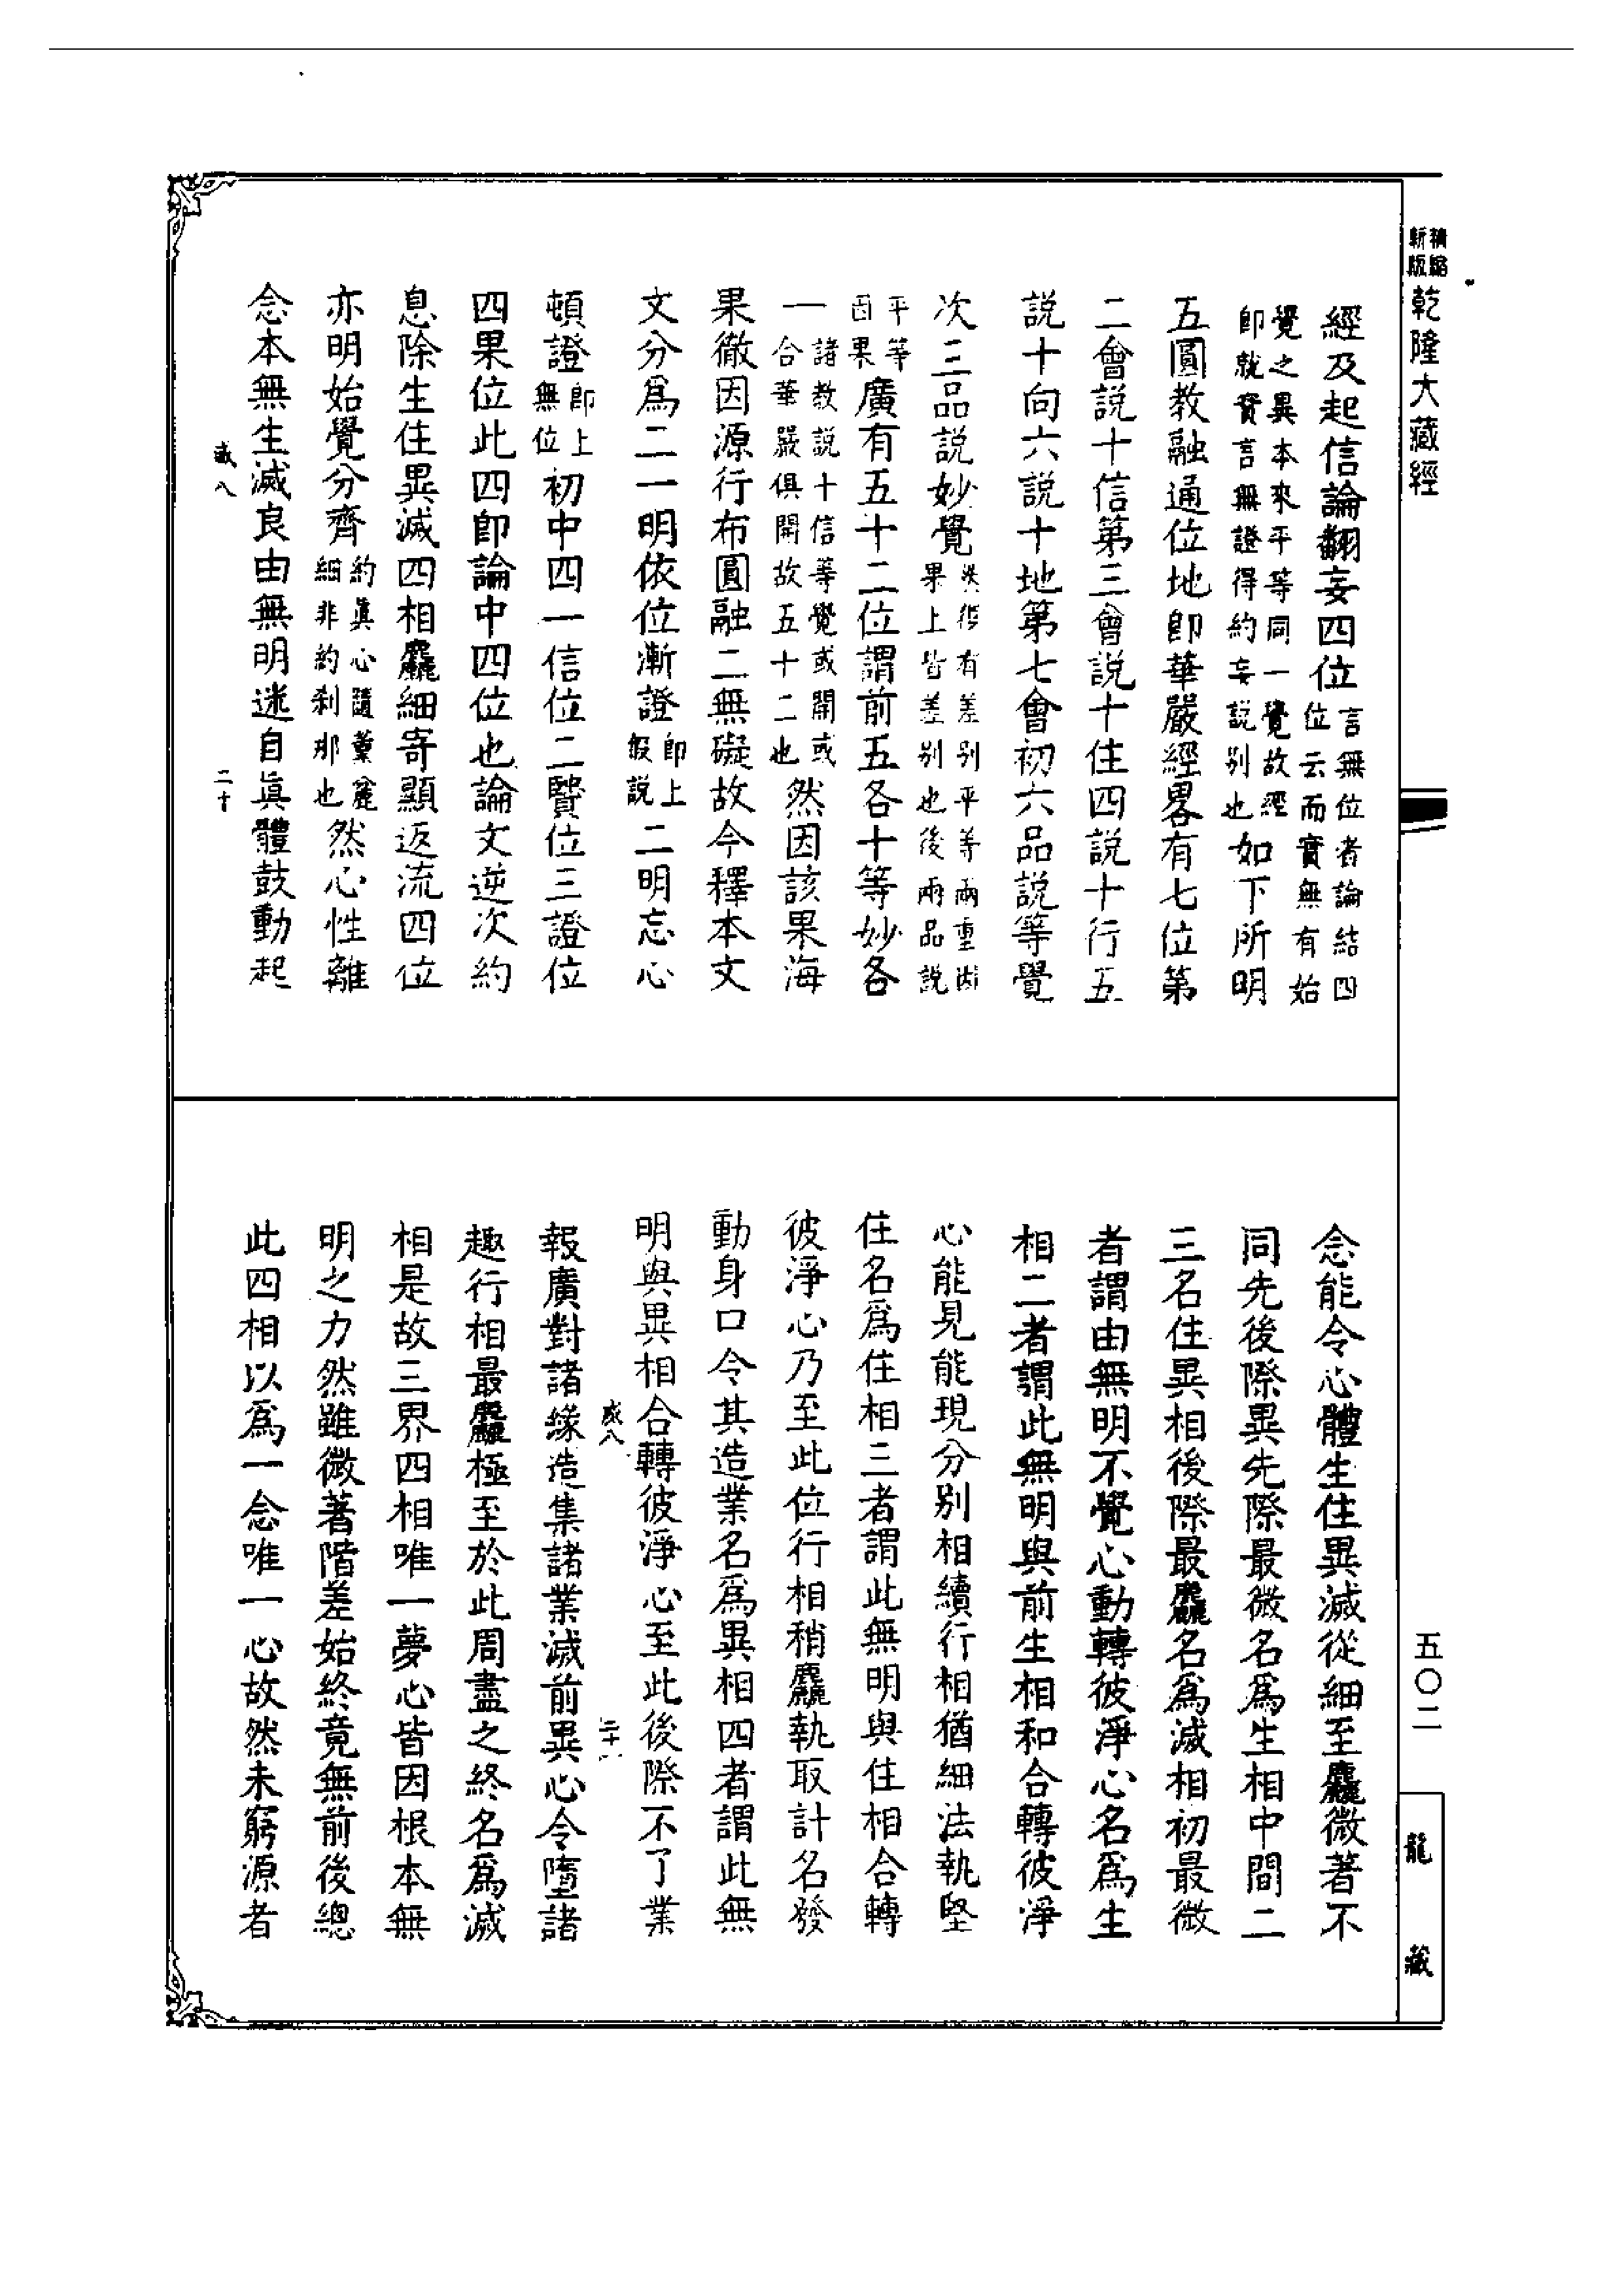 新版精縮
乾隆大藏經
經及起信論翻妄四位言無位者論結四位云而實無有始
覺之異本來平等同一覺故經即就實言無證得約妄説別也如下所明
五圓教融通位地即華嚴經畧有七位第
二會説十信第三會説十住四説十行五
説十向六説十地第七會初六品説等覺
次三品説妙覺然很有差別平等兩重因果上皆差別也後兩品説
平等因果廣有五十二位謂前五各十等妙各
一諸教説十信等覺或開或合華嚴俱開故五十二也然因該果海
果徹因源行布圓融二無礙故今釋本文
文分爲二一明依位漸證即上假説二明忘心
頓證即上無位初中四一信位二賢位三證位
四果位此四即論中四位也論文逆次約
息除生住異滅四相麤細寄顯返流四位
亦明始覺分齊約眞心隨熏麤細非約刹那也然心性離
念本無生滅良由無明迷自眞體鼓動起
八
二十
念能令心體生住異滅從細至麤微著不
同先後際異先際最微名爲生相中間二
三名住異相後際最麤名爲滅相初最微
者謂由無明不覺心動轉彼淨心名爲生
相二者謂此無明與前生相和合轉彼淨
心能見能現分別相續行相猶細法執堅
住名爲住相三者謂此無明與住相合轉
彼淨心乃至此位行相稍麤執取計名發
動身口令其造業名爲異相四者謂此無
明與異相合轉彼淨心至此後際不了業
咸八
二十一
報廣對諸緣造集諸業滅前異心令墮諸
趣行相最麤極至於此周盡之終名爲滅
相是故三界四相唯一夢心皆因根本無
明之力然雖微著階差始終竟無前後總
此四相以爲一念唯一心故然未窮源者
五〇二
龍藏